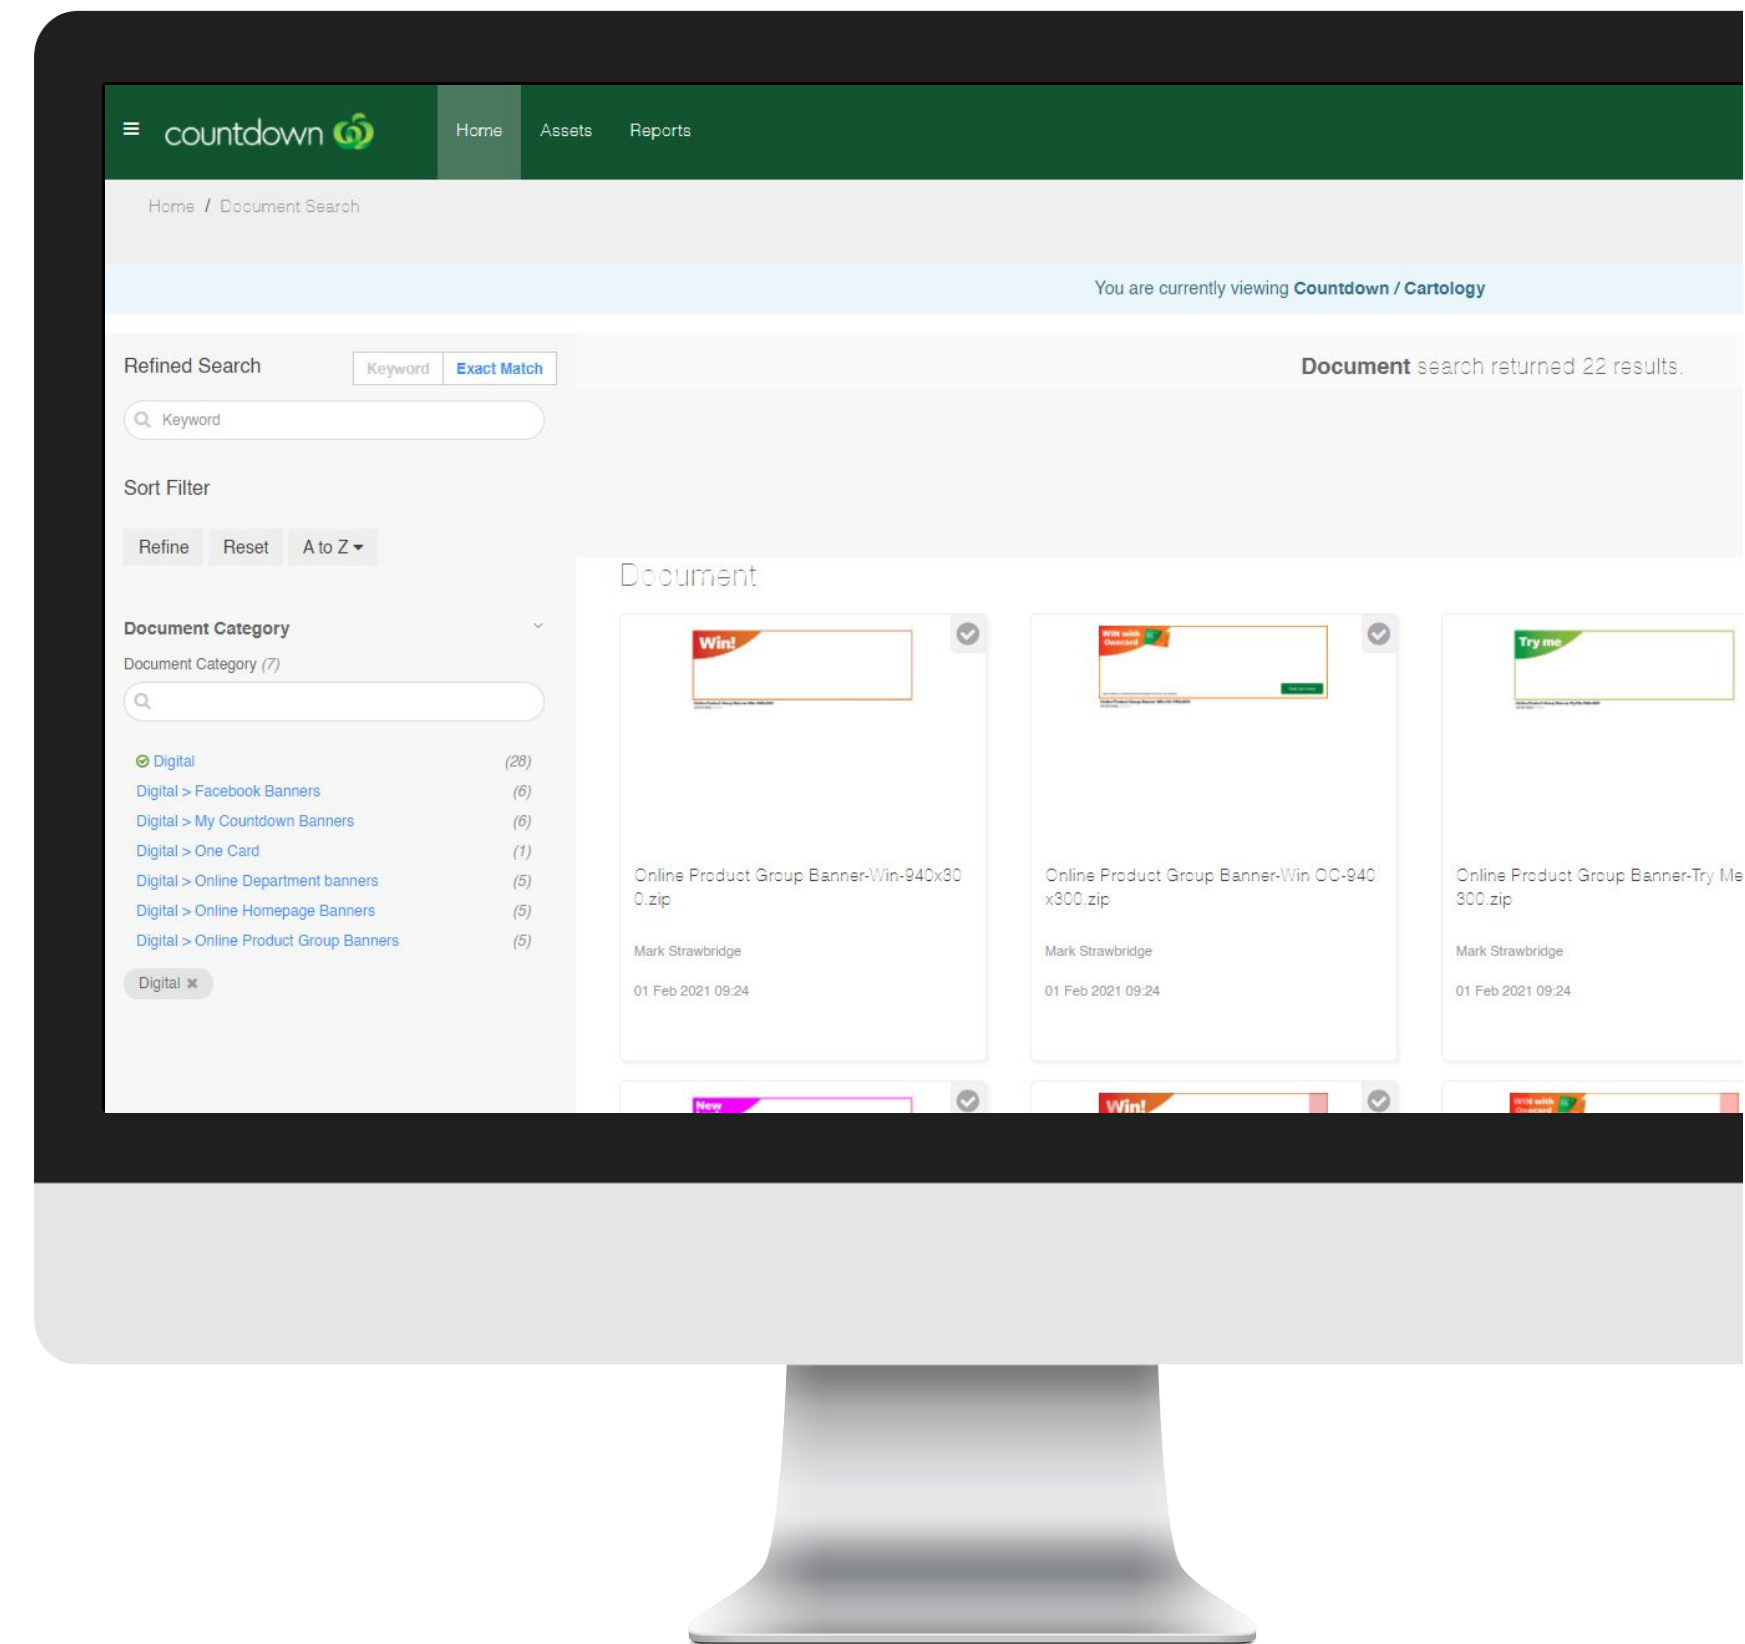 countdown
Home Assets Reports
Home / Document Search
You are currently viewing Countdown / Cartology
Refined Search Keyword Exact Match
Document search returned 22 results.
Keyword
Sort Filter
Refine Reset A to Z
Document
Document Category
Document Category (7)
Digital (28)
Digital > Facebook Banners (6)
Digital > My Countdown Banners (6)
Digital > One Card (1)
Digital > Online Department banners (5)
Digital > Online Homepage Banners (5)
Digital > Online Product Group Banners (5)
Digital
Win!
Online Product Group Banner-Win-940x30
0.zip
Mark Strawbridge
01 Feb 2021 09:24
WIN with
Onecard
Online Product Group Banner-Win OC-940
x300.zip
Mark Strawbridge
01 Feb 2021 09:24
Try me
Online Product Group Banner-Try Me
300.zip
Mark Strawbridge
01 Feb 2021 09:24
New
Win!
WIN with
Onecard